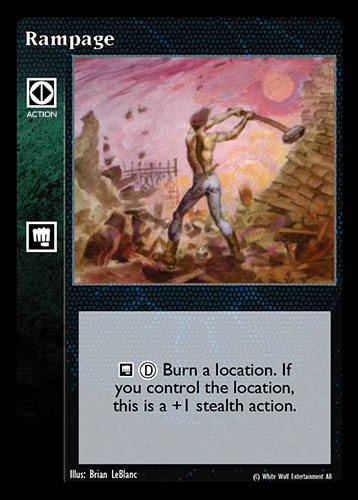 Rampage
ACTION
D Burn a location. If
you control the location,
this is a +1 stealth action.
Illus: Brian LeBlanc
(C) White Wolf Entertainment AB